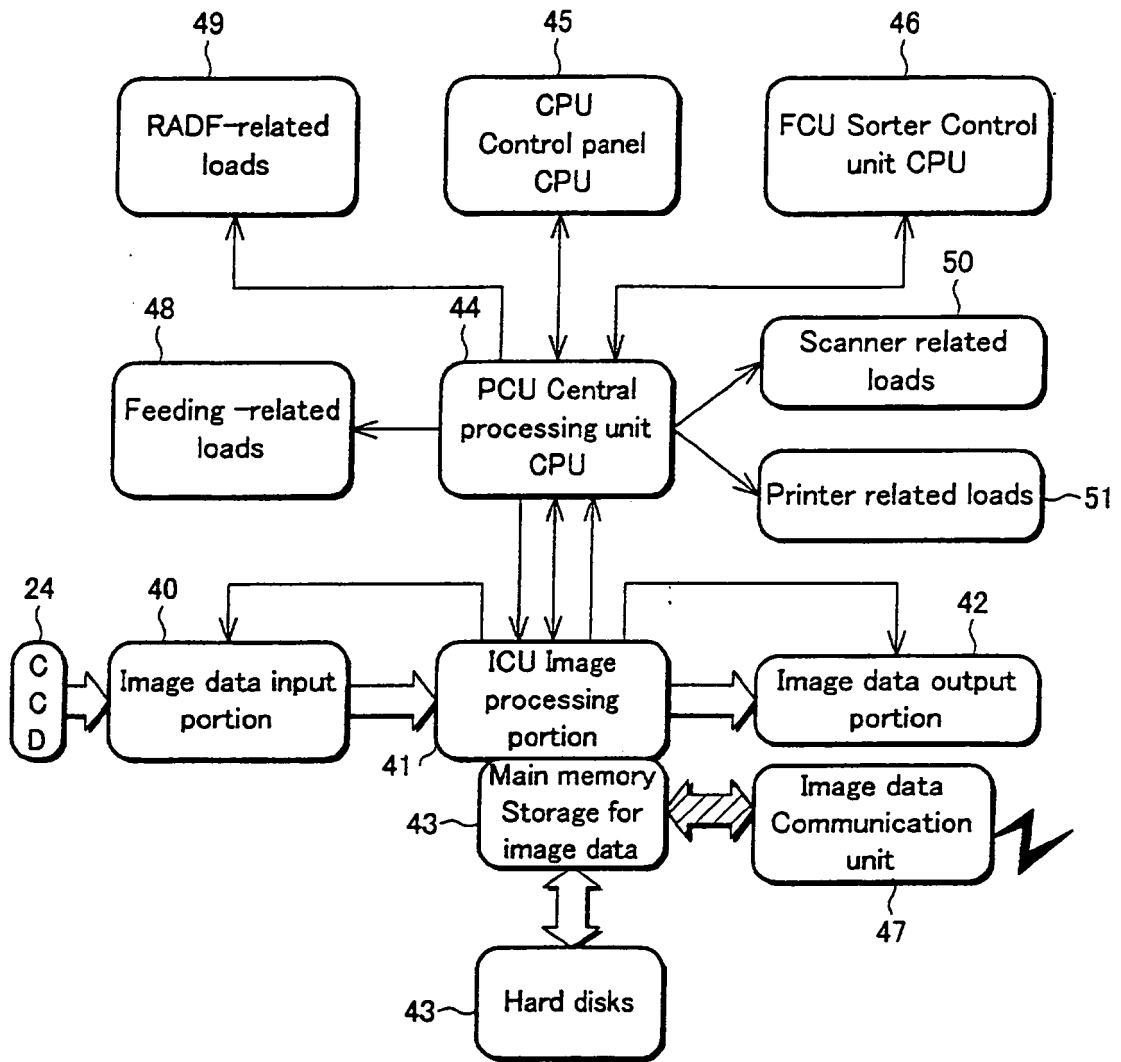 49
45
46
RADF-related
loads
CPU
Control panel
CPU
FCU Sorter Control
unit CPU
50
48
44
Scanner related
loads
Feeding -related
loads
PCU Central
processing unit
CPU
Printer related loads
51
24
40
42
C
C
D
Image data input
portion
ICU Image
processing
portion
Image data output
portion
41
Main memory
Storage for
image data
43
Image data
Communication
unit
47
Hard disks
43